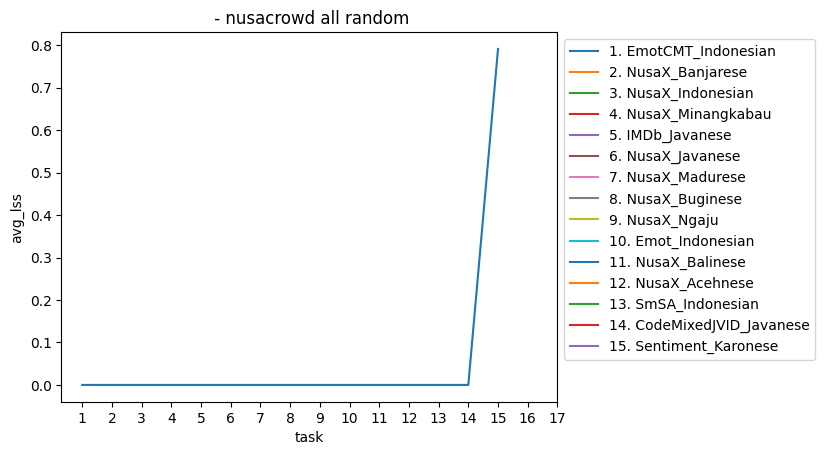 - nusacrowd all random
avg_lss
0.8
0.7
0.6
0.5
0.4
0.3
0.2
0.1
0.0
1 2 3 4 5 6 7 8 9 10 11 12 13 14 15 16 17
task
1. EmotCMT_Indonesian
2. NusaX_Banjarese
3. NusaX_Indonesian
4. NusaX_Minangkabau
5. IMDb_Javanese
6. NusaX_Javanese
7. NusaX_Madurese
8. NusaX_Buginese
9. NusaX_Ngaju
10. Emot_Indonesian
11. NusaX_Balinese
12. NusaX_Acehnese
13. SmSA_Indonesian
14. CodeMixedJVID_Javanese
15. Sentiment_Karonese